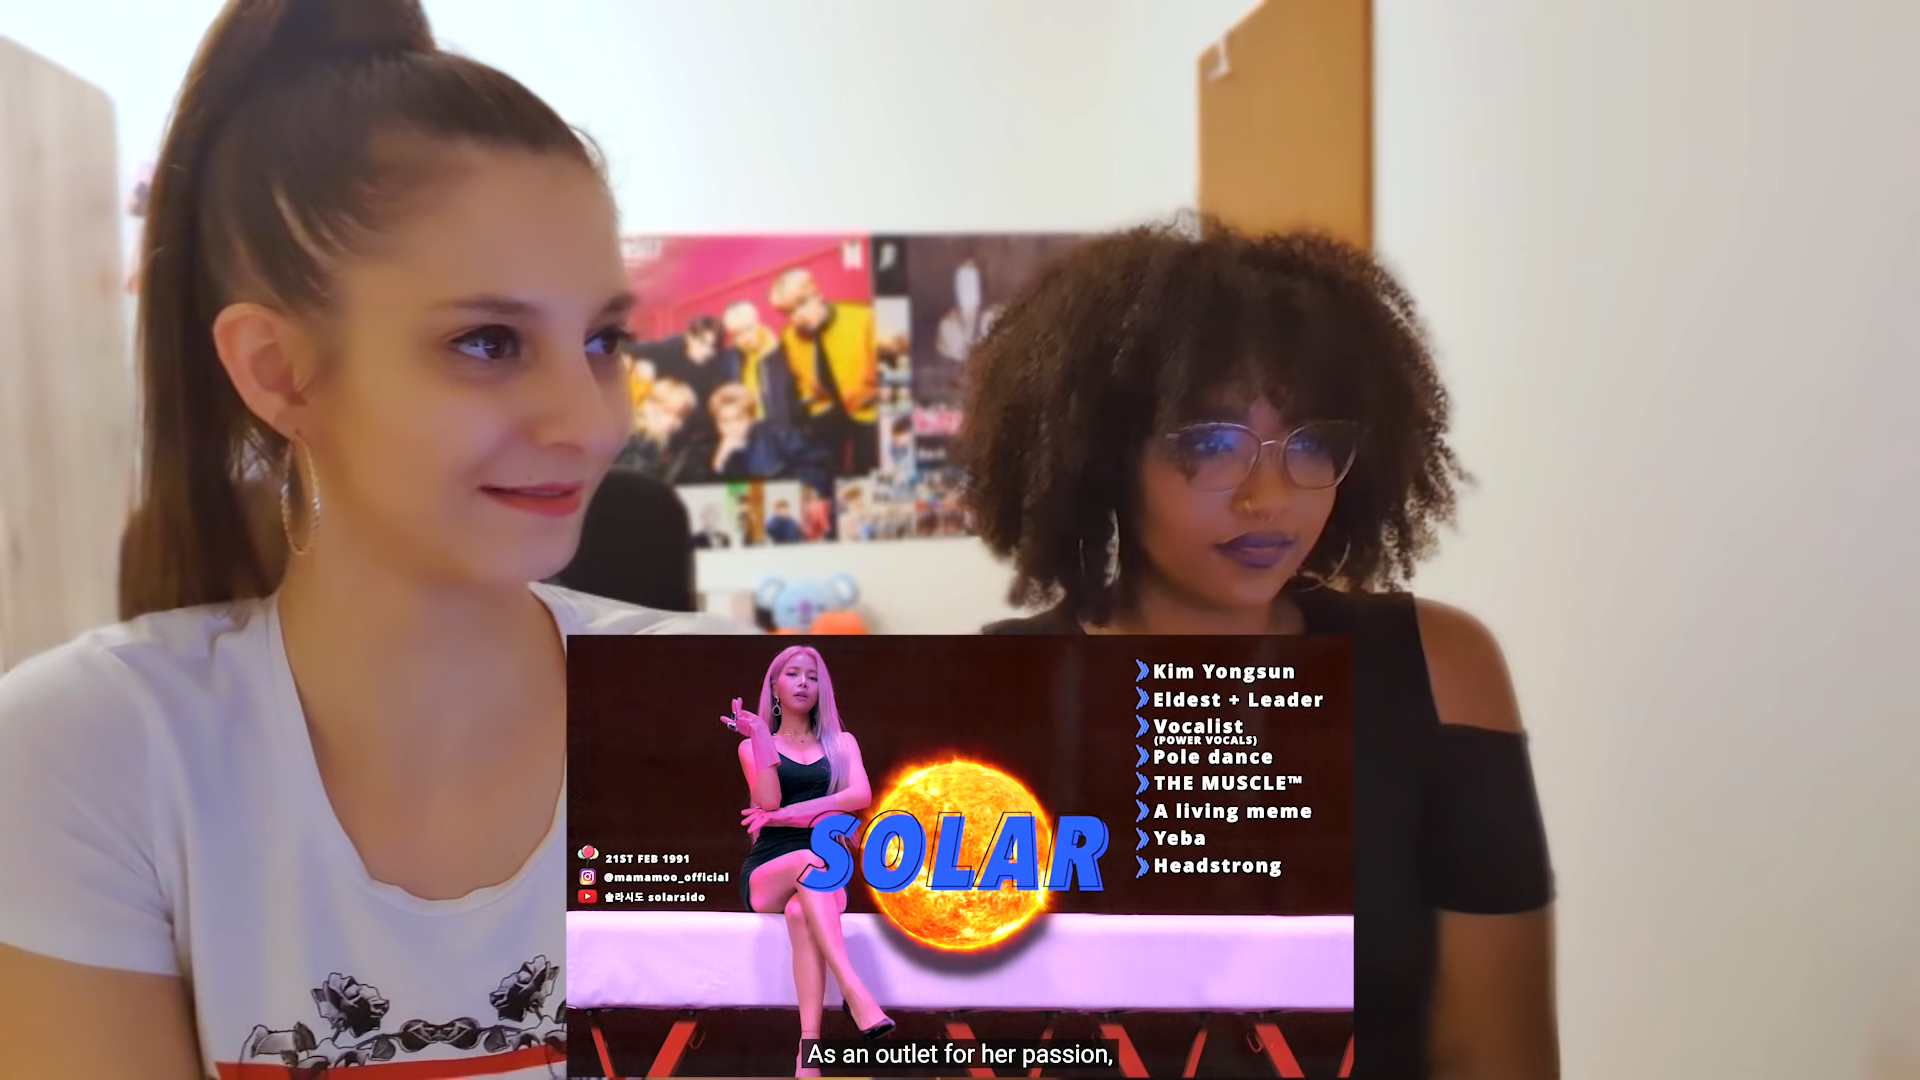 Kim Yongsun
Eldest + Leader
Vocalist
(POWER VOCALS)
Pole dance
THE MUSCLE™
A living meme
Yeba
Headstrong
SOLAR
21ST FEB 1991
@mamamoo_official
솔라시도 solarsido
As an outlet for her passion,